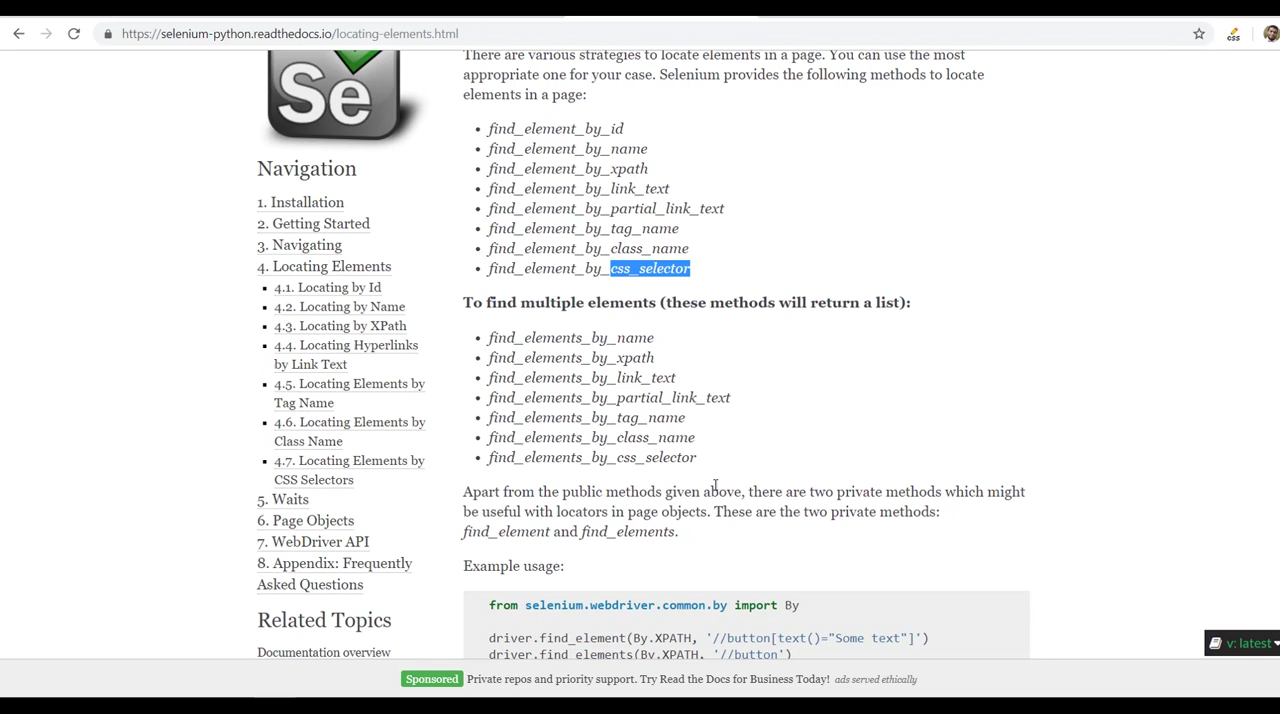 https://selenium-python.readthedocs.io/locating-elements.html
css
Se
Navigation
1. Installation
2. Getting Started
3. Navigating
4. Locating Elements
4.1. Locating by Id
4.2. Locating by Name
4.3. Locating by XPath
4.4. Locating Hyperlinks
by Link Text
4.5. Locating Elements by
Tag Name
4.6. Locating Elements by
Class Name
4.7. Locating Elements by
CSS Selectors
5. Waits
6. Page Objects
7. WebDriver API
8. Appendix: Frequently
Asked Questions
Related Topics
Documentation overview
There are various strategies to locate elements in a page. You can use the most
appropriate one for your case. Selenium provides the following methods to locate
elements in a page:
find_element_by_id
find_element_by_name
find_element_by_xpath
find_element_by_link_text
find_element_by_partial_link_text
find_element_by_tag_name
find_element_by_class_name
find_element_by_css_selector
To find multiple elements (these methods will return a list):
find_elements_by_name
find_elements_by_xpath
find_elements_by_link_text
find_elements_by_partial_link_text
find_elements_by_tag_name
find_elements_by_class_name
find_elements_by_css_selector
Apart from the public methods given above, there are two private methods which might
be useful with locators in page objects. These are the two private methods:
find_element and find_elements.
Example usage:
from selenium.webdriver.common.by import By
driver.find_element(By.XPATH, '//button[text()="Some text"]')
driver.find_elements(By.XPATH, '//button')
v: latest
Sponsored Private repos and priority support. Try Read the Docs for Business Today! ads served ethically